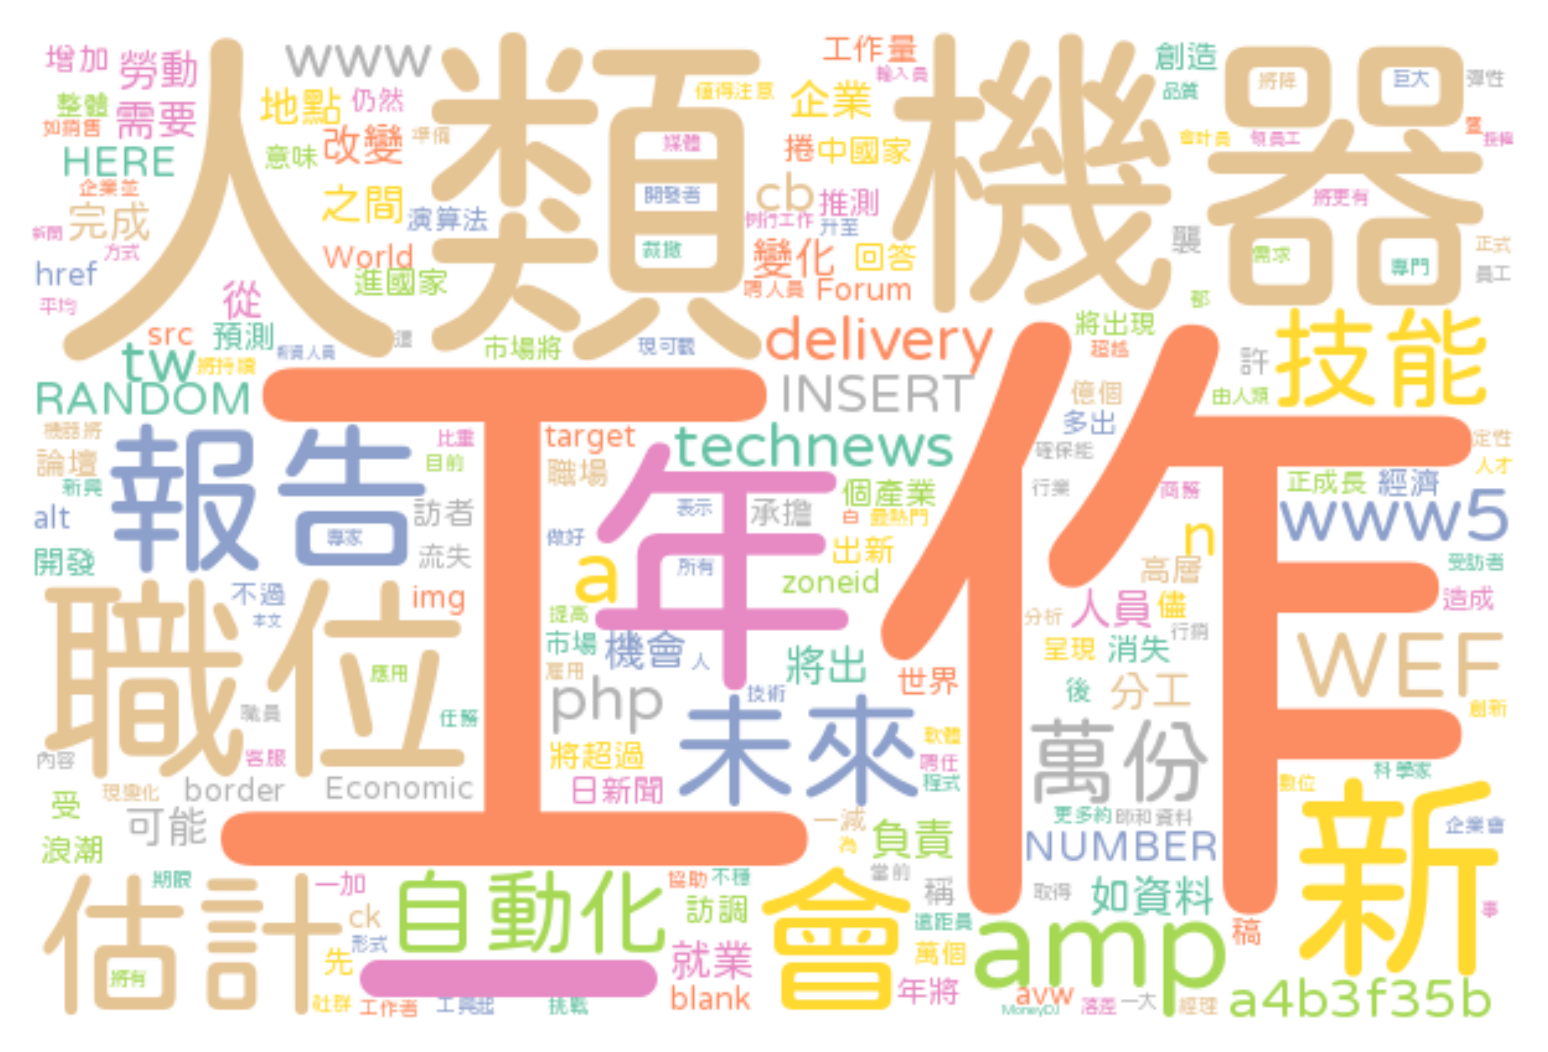 人類 機器
工作
增加 勞動 www 工作量 創造 巨大 彈性
將降
輸入員
整體 需要 地點 仍然 企業 值得注意 品質
如銷售 改變 準備 媒體 捲 中國家 會計員
HERE 意味
企業並 之間 開發者 cb 推測 將更有
完成 演算法 例行工作 升至
新聞 方式 World 裁撤 變化 回答 襲 需求 正式
href 進國家 聘人員 Forum 專門 員工
平均 從 都
src 預測 還 市場將 現可觀 delivery 將出現 技能
tw 將持續 超越 許
RANDOM INSERT 億個 由人類
機器將 報告 比重 target technews 多出 定性
論壇 目前 職場 確保能 人才
新興 年 個產業 行業 商務 正成長 經濟
alt 訪者 表示 承擔 白 最熱門 www5
專家 做好 n
開發 流失 所有 出新 高層 受訪者
不過 img a zoneid 人員 儘 造成
本文 提高 分析 行銷
市場 機會 人 將出 呈現 消失 WEF
職位 應用 雇用 世界
職員 任務 php 技術 後 分工 創新
未來 萬份
內容 客服 將超過 軟體
現變化 border Economic 日新聞 聘任 科學家
受 程式 數位
可能 一減 更多的 師和資料 企業會
浪潮 為 負責 NUMBER 新
期限 一加 自動化 協助 不穩 會 當前 取得 如資料
估計 ck 訪調 稱 遠距員 事
形式 稿
先 一 就業 萬個 amp
將有
社群 工作者 挑戰 blank 年將 avw 落差 一大 經理 a4b3f35b
MoneyDJ